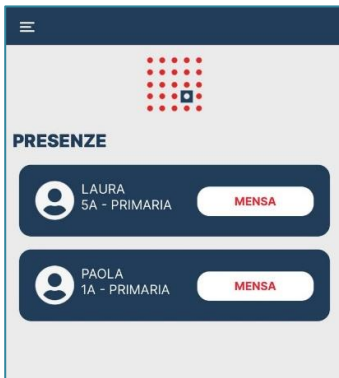 PRESENZE
LAURA
5A - PRIMARIA
MENSA
PAOLA
1A - PRIMARIA
MENSA